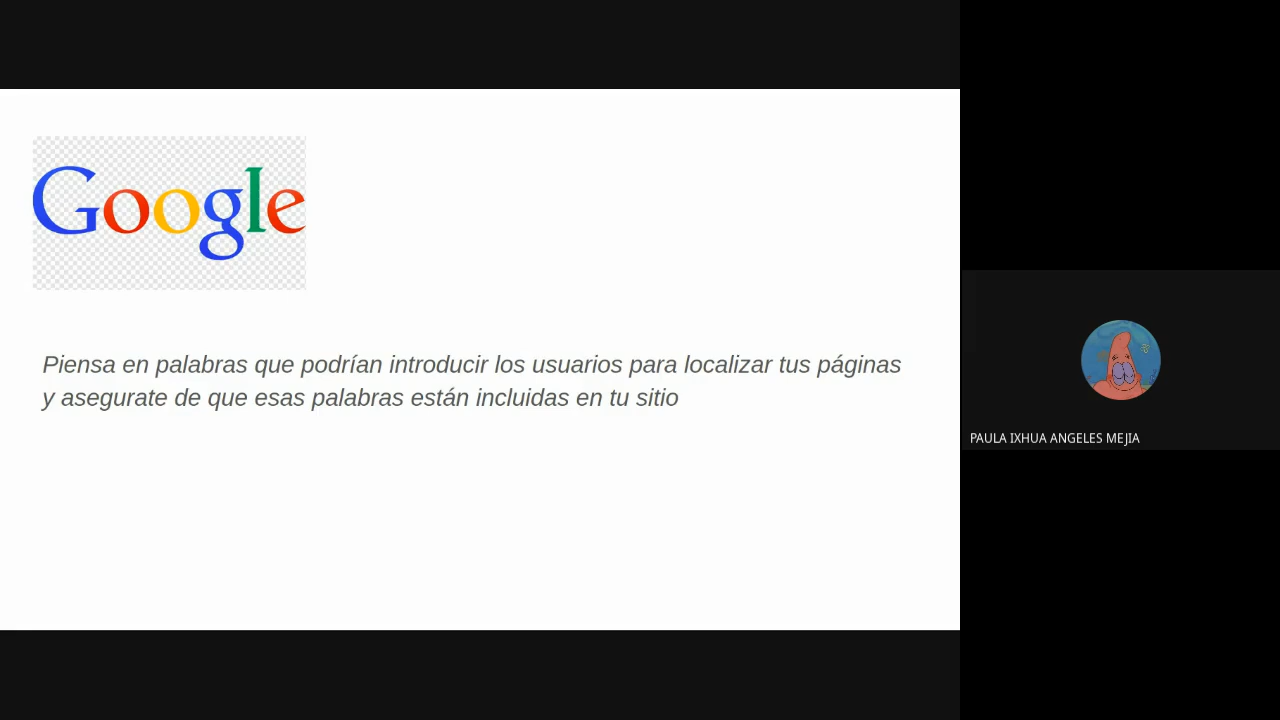 Google
Piensa en palabras que podrían introducir los usuarios para localizar tus páginas
y asegurate de que esas palabras están incluidas en tu sitio
PAULA IXHUA ANGELES MEJIA